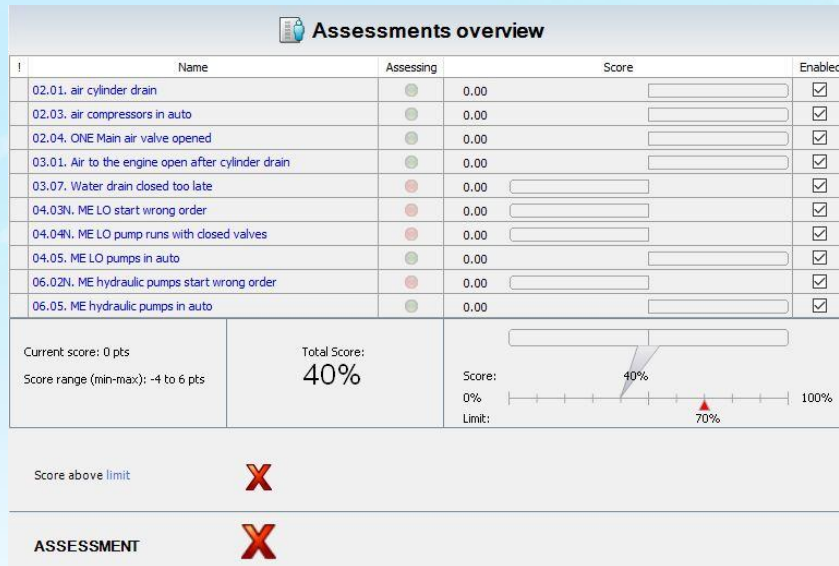 Assessments overview
! Name Assessing Score Enabled
02.01. air cylinder drain 0.00
02.03. air compressors in auto 0.00
02.04. ONE Main air valve opened 0.00
03.01. Air to the engine open after cylinder drain 0.00
03.07. Water drain closed too late 0.00
04.03N. ME LO start wrong order 0.00
04.04N. ME LO pump runs with closed valves 0.00
04.05. ME LO pumps in auto 0.00
06.02N. ME hydraulic pumps start wrong order 0.00
06.05. ME hydraulic pumps in auto 0.00
Current score: 0 pts
Score range (min-max): -4 to 6 pts
Total Score:
40%
Score: 40%
0% 100%
Limit: 70%
Score above limit
ASSESSMENT